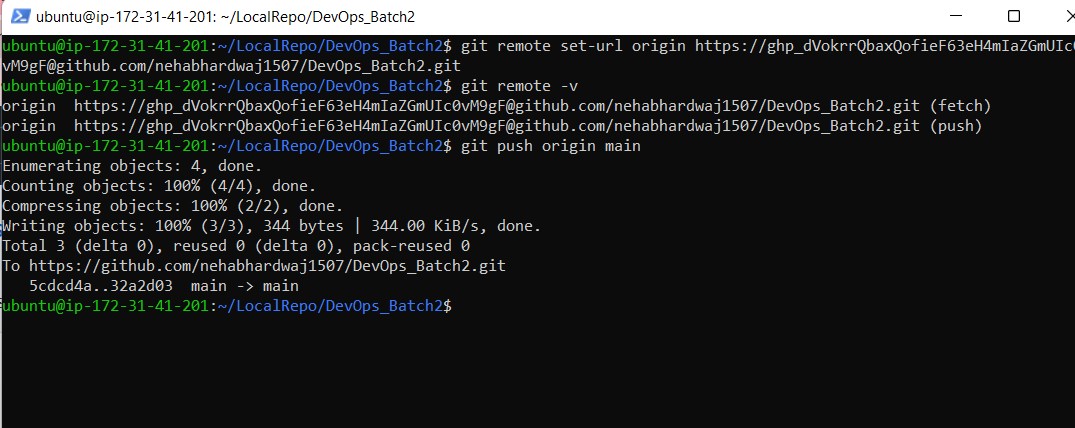 ubuntu@ip-172-31-41-201: ~/LocalRepo/DevOps_Batch2
ubuntu@ip-172-31-41-201:~/LocalRepo/DevOps_Batch2$ git remote set-url origin https://ghp_dVokrrQbaxQofieF63eH4mIaZGmUIc0
vM9gF@github.com/nehabhardwaj1507/DevOps_Batch2.git
ubuntu@ip-172-31-41-201:~/LocalRepo/DevOps_Batch2$ git remote -v
origin  https://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@github.com/nehabhardwaj1507/DevOps_Batch2.git (fetch)
origin  https://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@github.com/nehabhardwaj1507/DevOps_Batch2.git (push)
ubuntu@ip-172-31-41-201:~/LocalRepo/DevOps_Batch2$ git push origin main
Enumerating objects: 4, done.
Counting objects: 100% (4/4), done.
Compressing objects: 100% (2/2), done.
Writing objects: 100% (3/3), 344 bytes | 344.00 KiB/s, done.
Total 3 (delta 0), reused 0 (delta 0), pack-reused 0
To https://github.com/nehabhardwaj1507/DevOps_Batch2.git
   5cdcd4a..32a2d03  main -> main
ubuntu@ip-172-31-41-201:~/LocalRepo/DevOps_Batch2$